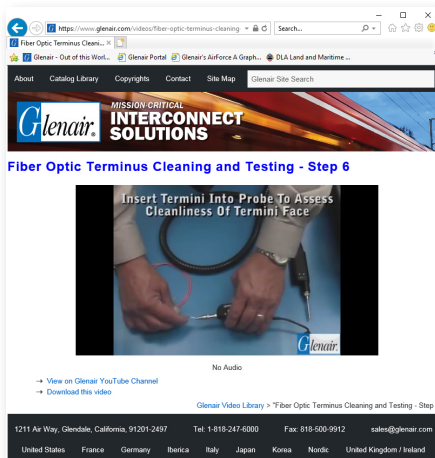 https://www.glenair.com/videos/fiber-optic-terminus-cleaning-
Search...
Fiber Optic Terminus Cleani...
Glenair - Out of this Worl...
Glenair Portal
Glenair's AirForce A Graph...
DLA Land and Maritime ...
About Catalog Library Copyrights Contact Site Map Glenair Site Search
Glenair.
MISSION-CRITICAL
INTERCONNECT
SOLUTIONS
Fiber Optic Terminus Cleaning and Testing - Step 6
Insert Termini Into Probe To Assess
Cleanliness Of Termini Face
Glenair.
No Audio
→ View on Glenair YouTube Channel
→ Download this video
Glenair Video Library > "Fiber Optic Terminus Cleaning and Testing - Step
1211 Air Way, Glendale, California, 91201-2497 Tel: 1-818-247-6000 Fax: 818-500-9912 sales@glenair.com
United States France Germany Iberica Italy Japan Korea Nordic United Kingdom / Ireland